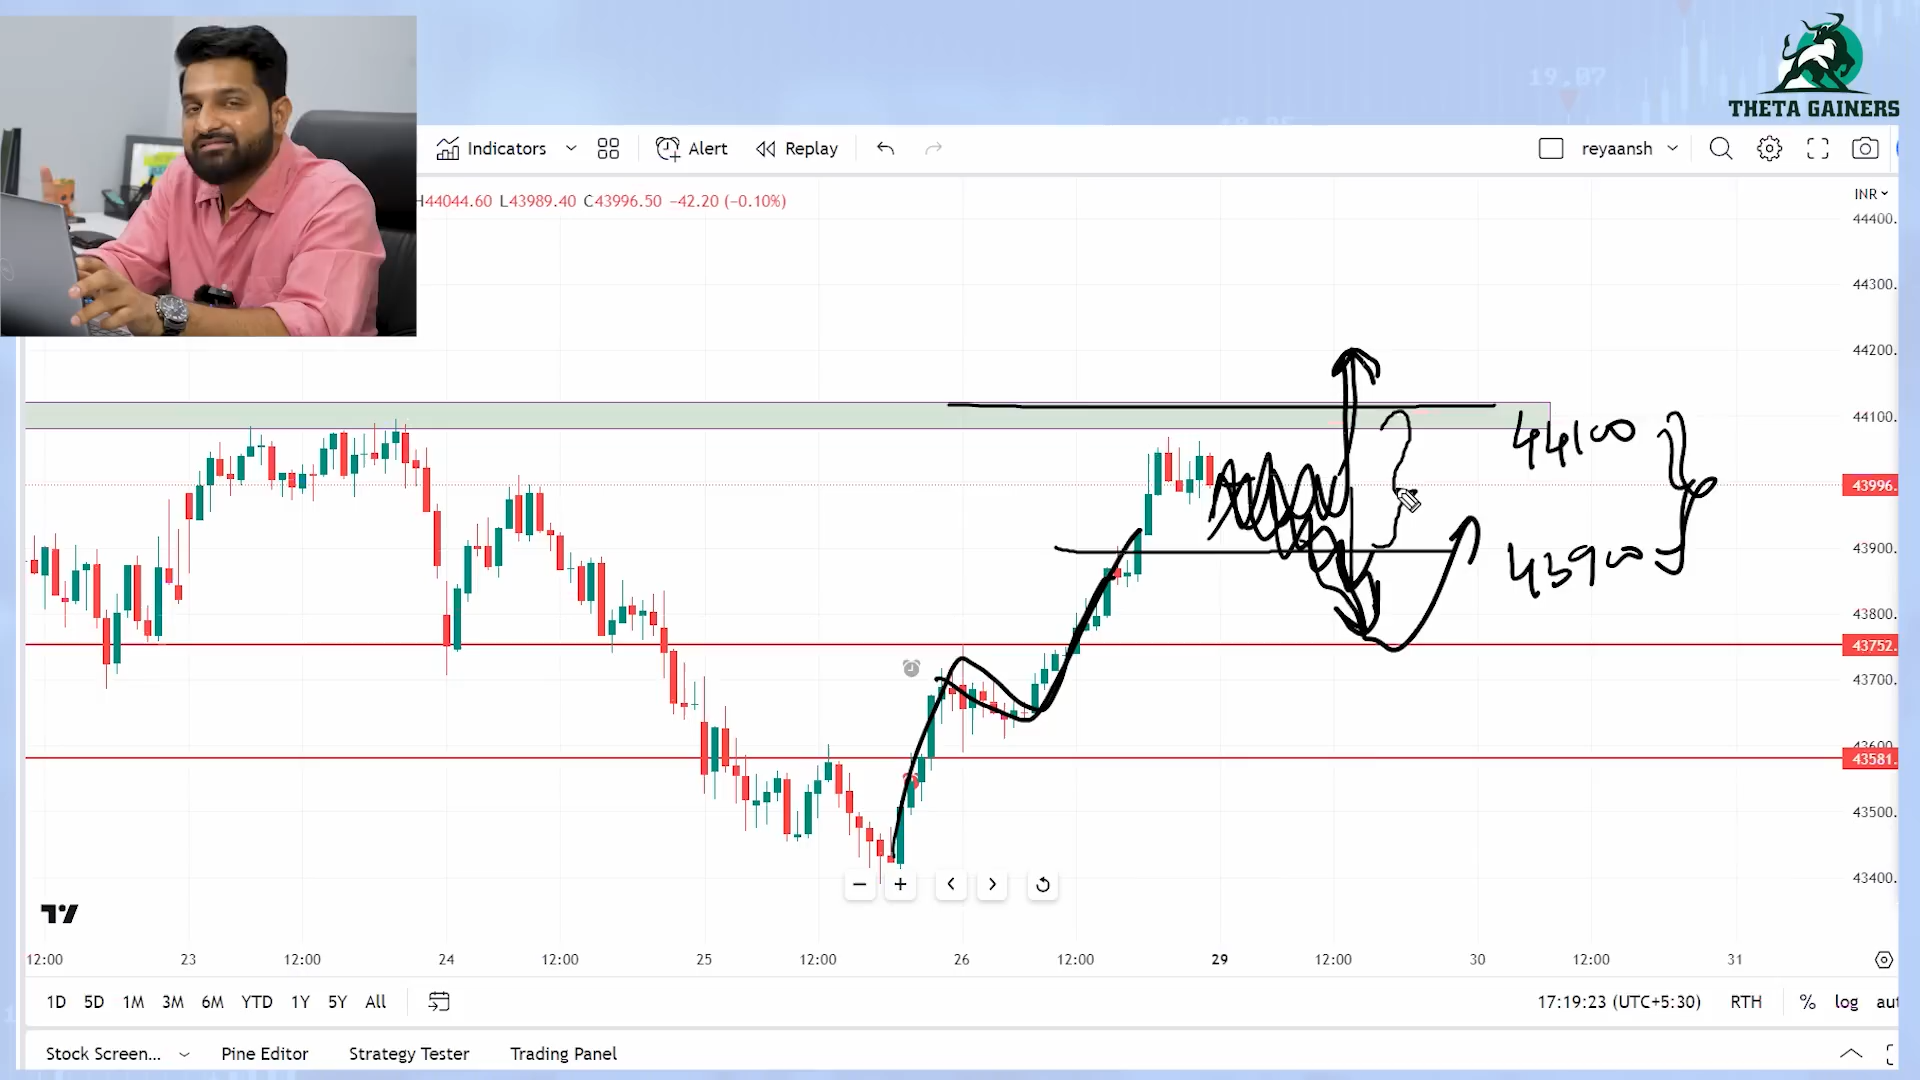 THETA GAINERS
19.07
Indicators Alert Replay reyaansh
H44044.60 L43989.40 C43996.50 −42.20 (−0.10%)
INR
44400.
44300.
44200
44100.
43996.
43900.
43800.
43752.
43700.
43600
43581.
43500.
43400.
44100
43900
12:00 23 12:00 24 12:00 25 12:00 26 12:00 29 12:00 30 12:00 31
1D 5D 1M 3M 6M YTD 1Y 5Y All 17:19:23 (UTC+5:30) RTH % log aut
Stock Screen... Pine Editor Strategy Tester Trading Panel